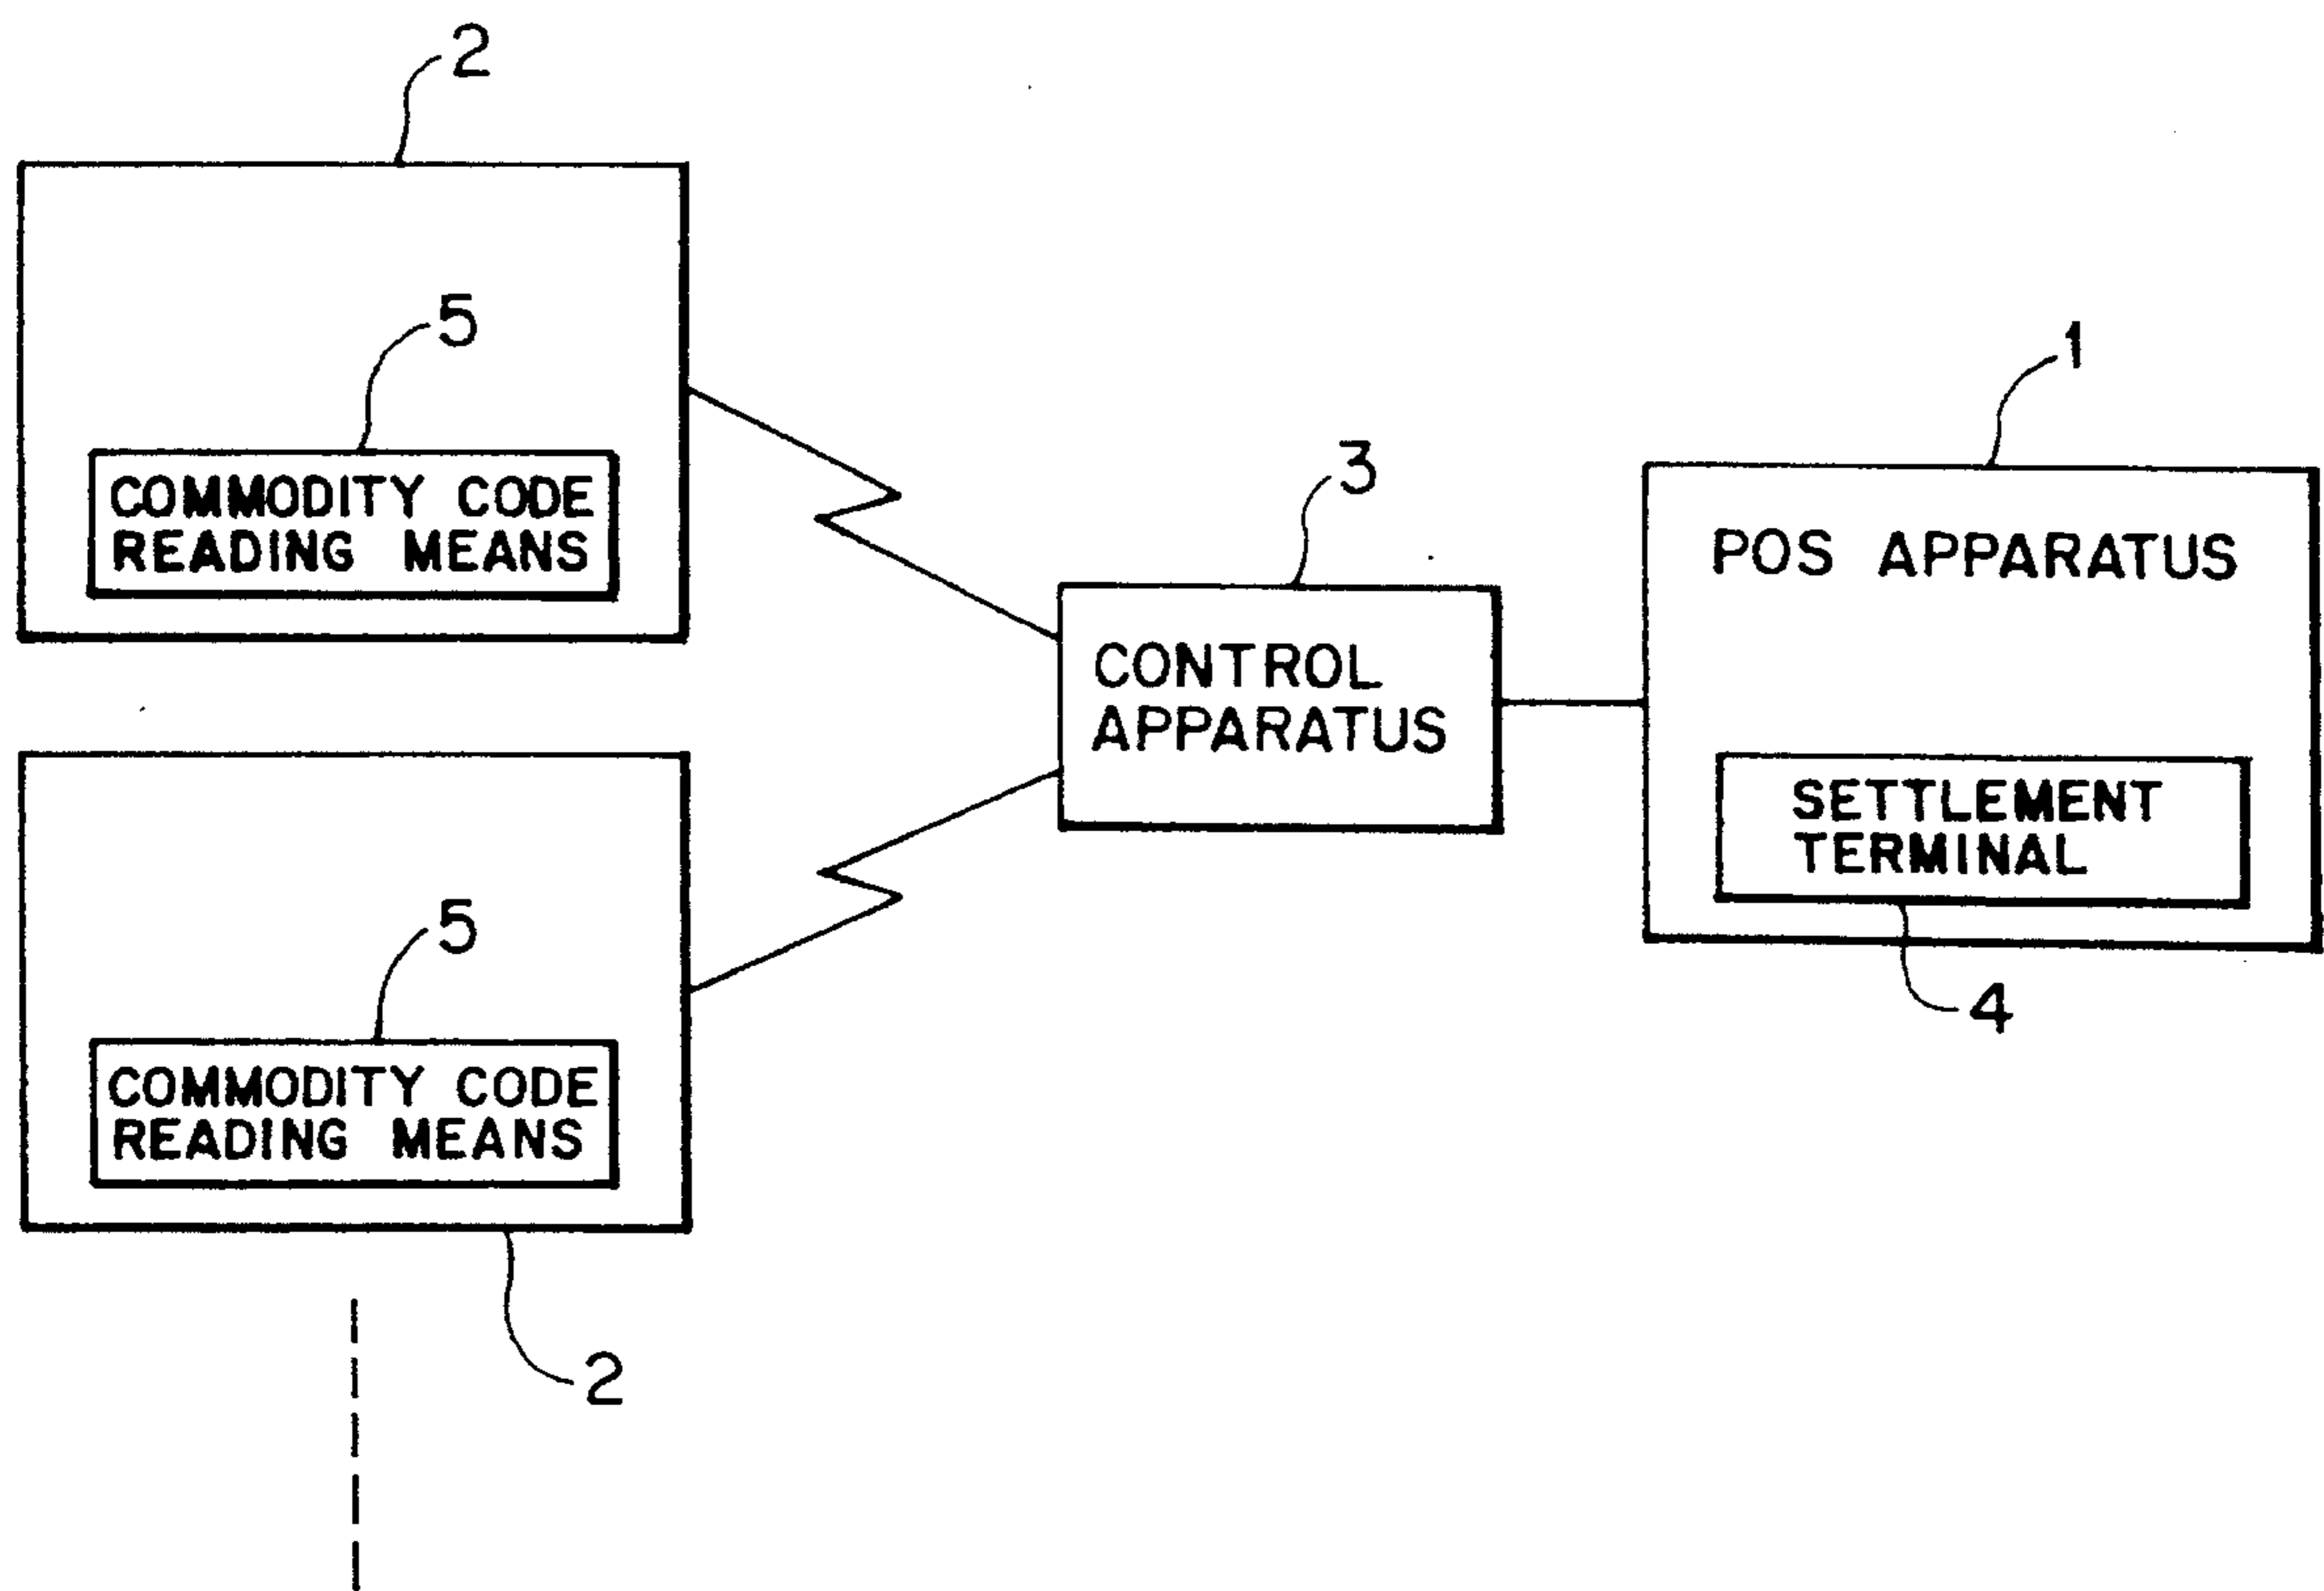 2
5
COMMODITY CODE
READING MEANS
3
CONTROL
APPARATUS
1
POS APPARATUS
SETTLEMENT
TERMINAL
4
5
COMMODITY CODE
READING MEANS
2